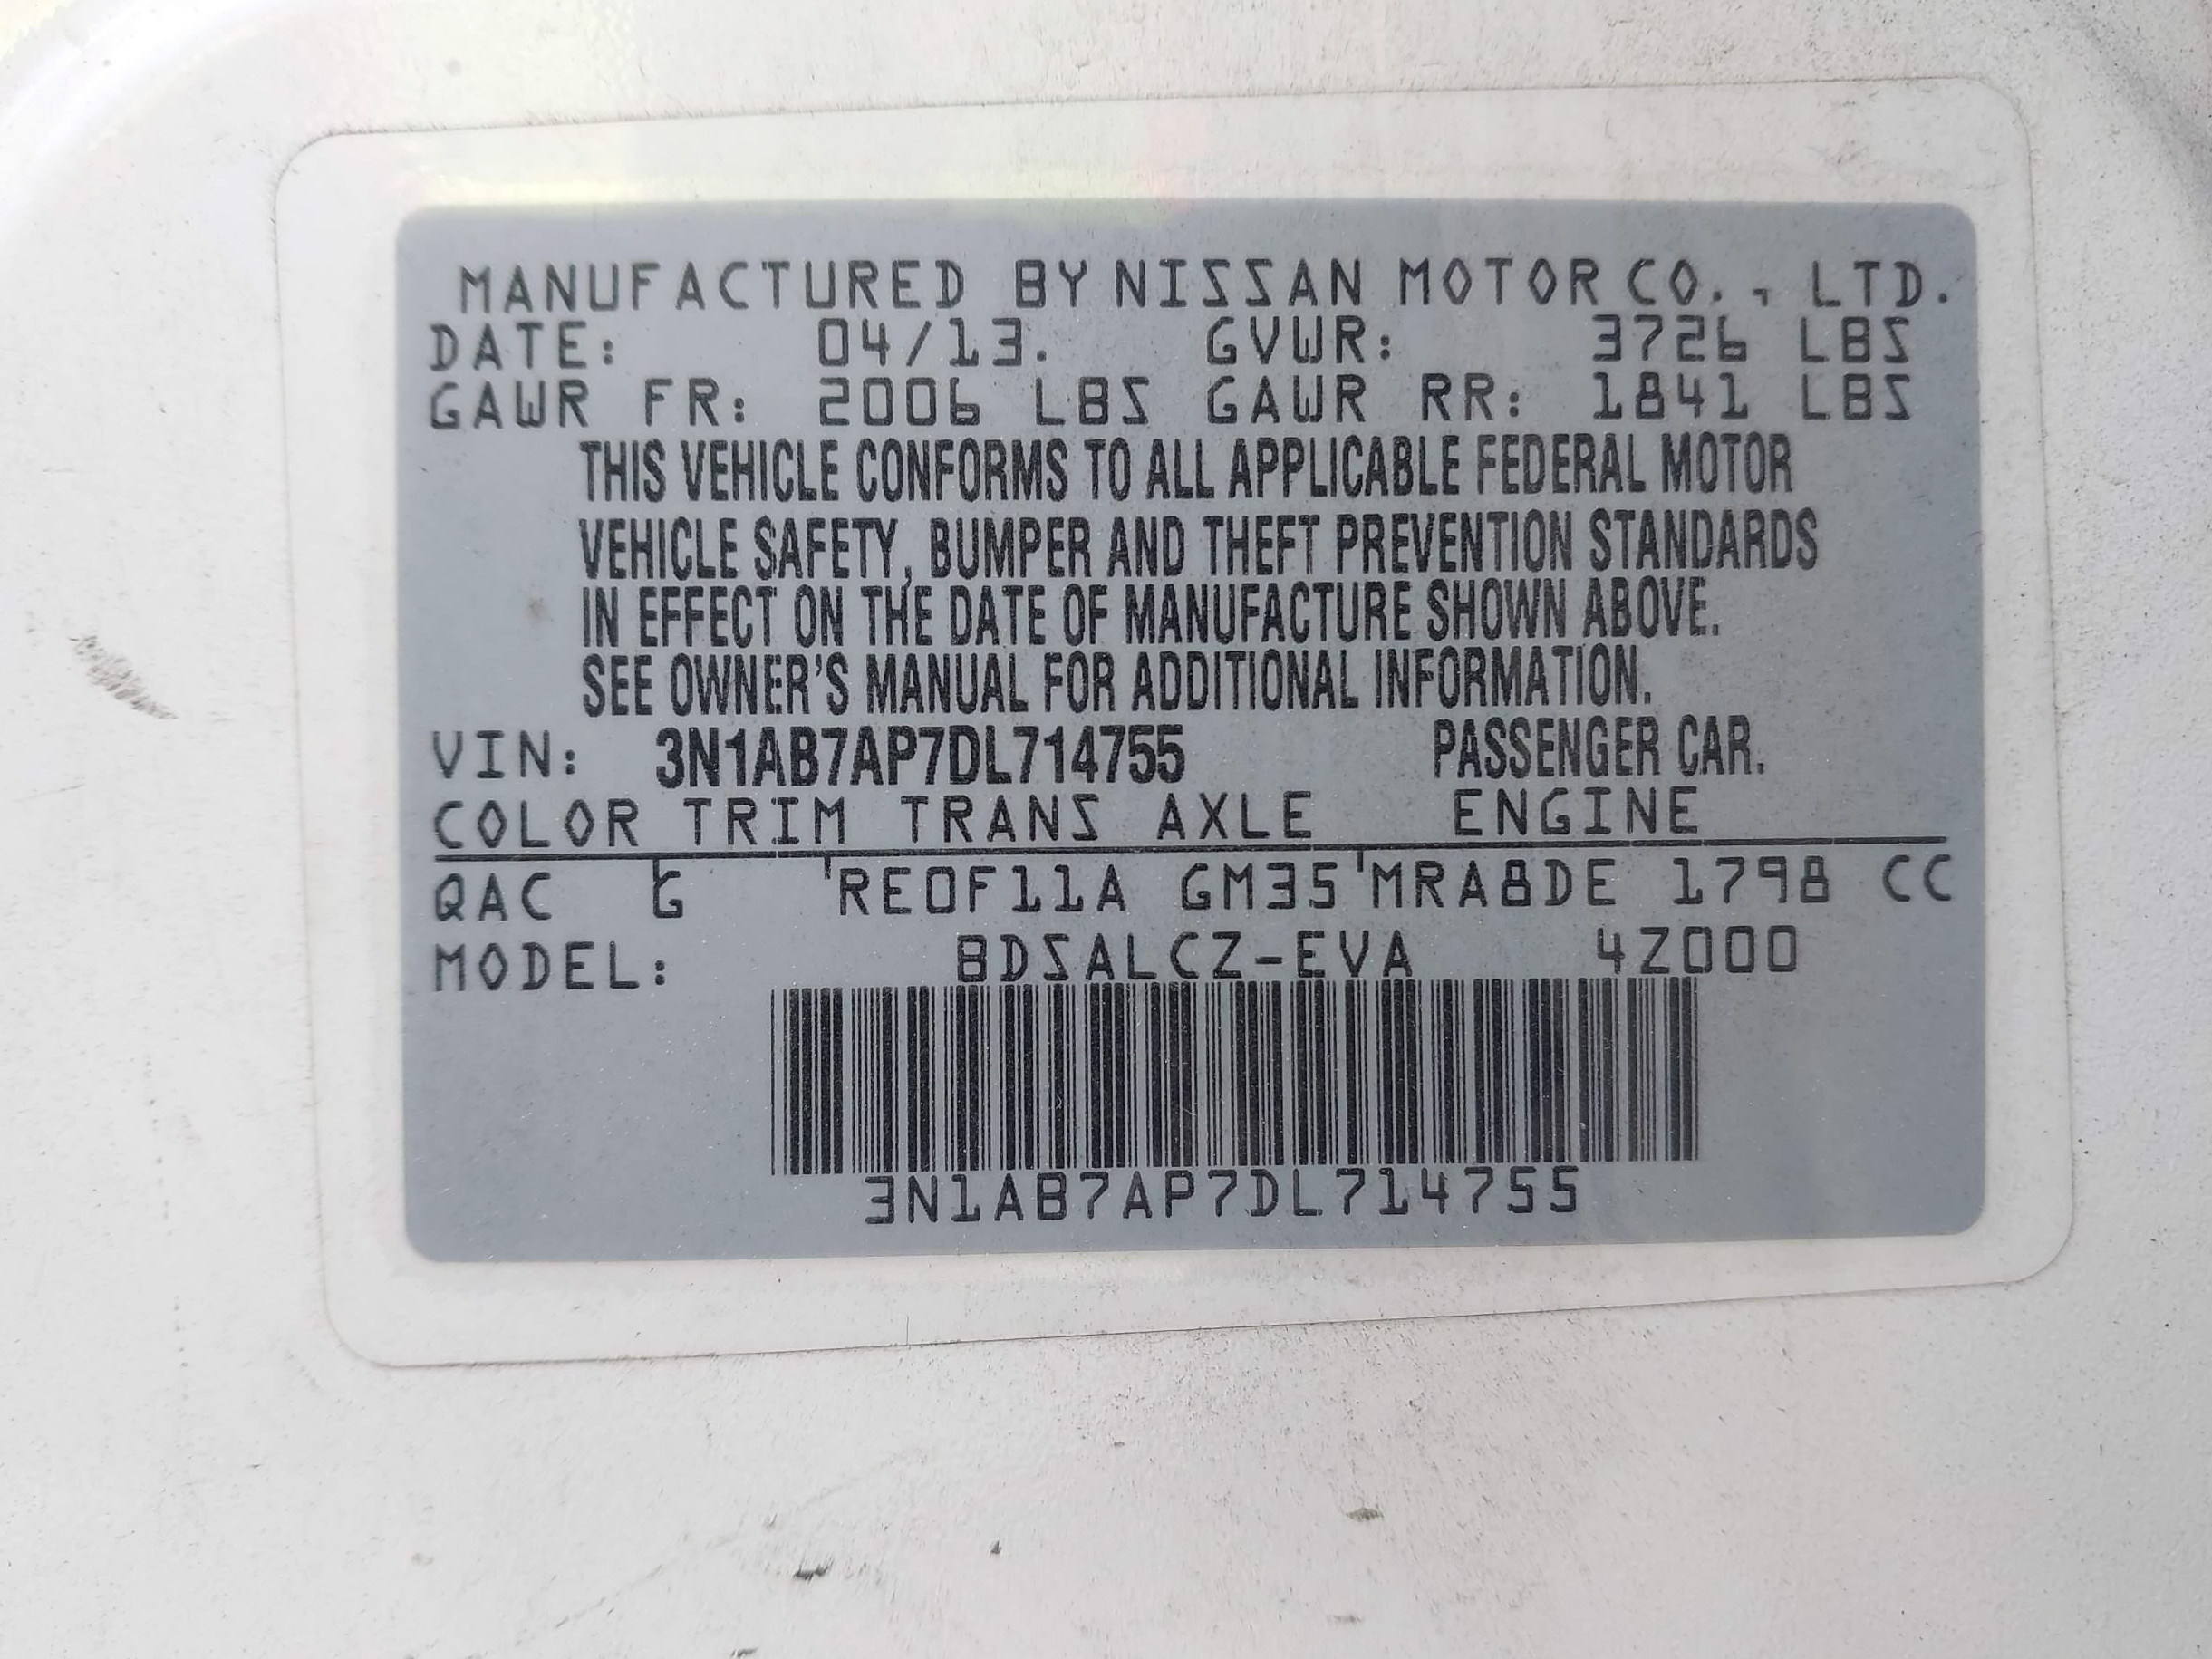 MANUFACTURED BY NISSAN MOTOR CO., LTD.
DATE: 04/13. GVWR: 3726 LBS
GAWR FR: 2006 LBS GAWR RR: 1841 LBS
THIS VEHICLE CONFORMS TO ALL APPLICABLE FEDERAL MOTOR
VEHICLE SAFETY, BUMPER AND THEFT PREVENTION STANDARDS
IN EFFECT ON THE DATE OF MANUFACTURE SHOWN ABOVE.
SEE OWNER'S MANUAL FOR ADDITIONAL INFORMATION.
VIN: 3N1AB7AP7DL714755 PASSENGER CAR.
COLOR TRIM TRANS AXLE ENGINE
QAC G RE0F11A GM35 MRA8DE 1798 CC
MODEL: BDSALCZ-EVA 4Z000
3N1AB7AP7DL714755